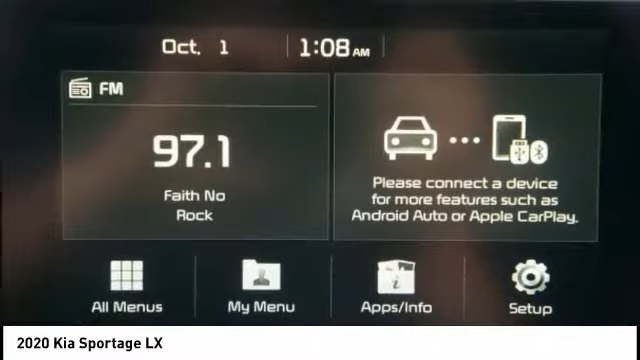 Oct. 1
1:08 AM
FM
97.1
Faith No
Rock
Please connect a device
for more features such as
Android Auto or Apple CarPlay.
All Menus
My Menu
Apps/Info
Setup
2020 Kia Sportage LX